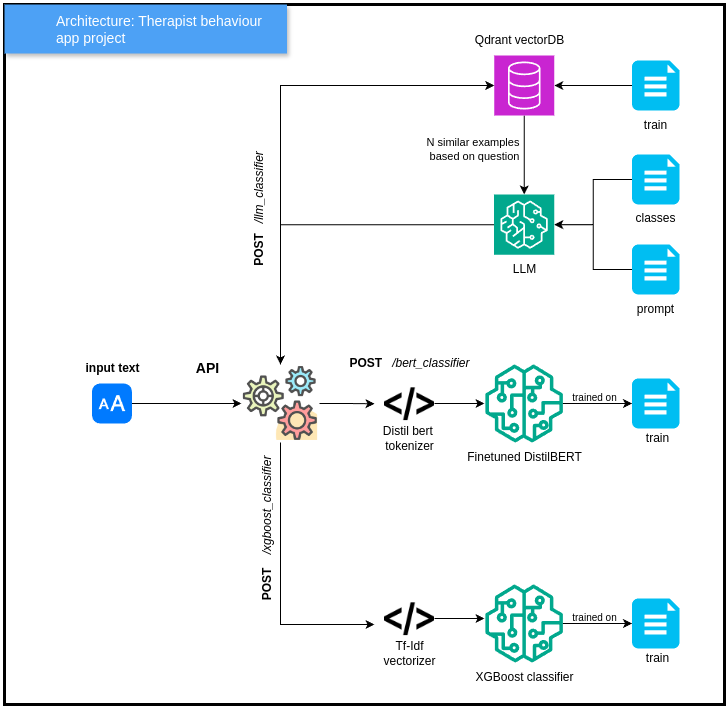 Architecture: Therapist behaviour
app project
Qdrant vectorDB
train
N similar examples
based on question
POST /llm_classifier
classes
LLM
prompt
input text
AA
API
POST /bert_classifier
</>
Distil bert
tokenizer
Finetuned DistilBERT
trained on
train
POST /xgboost_classifier
</>
Tf-Idf
vectorizer
XGBoost classifier
trained on
train